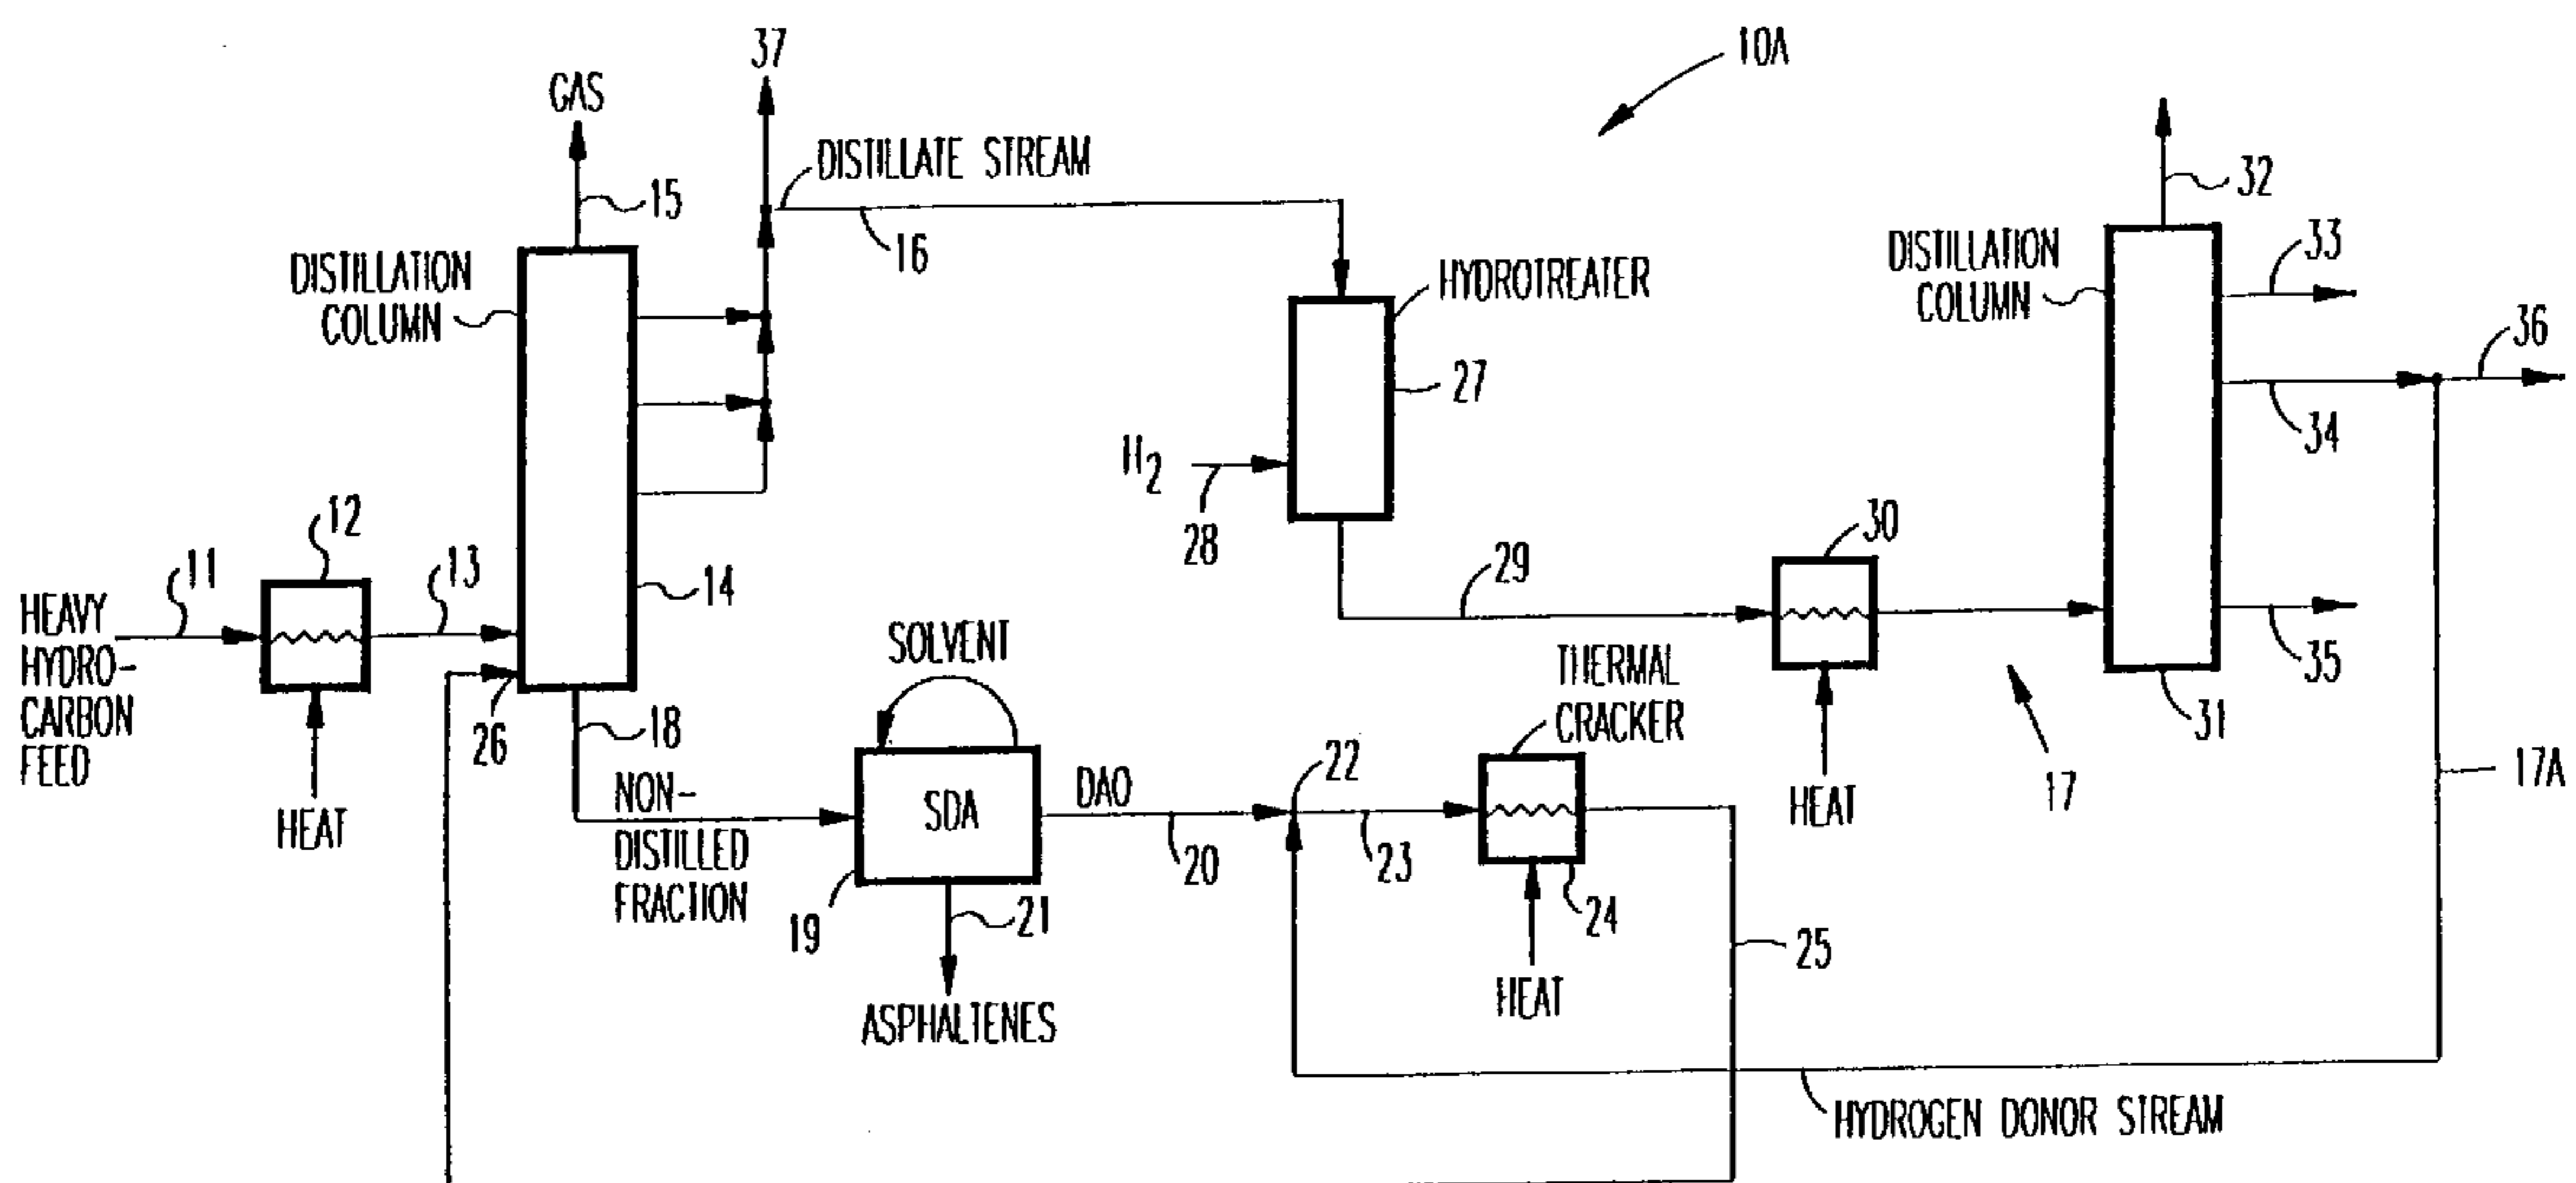 10A
37
GAS
DISTILLATE STREAM
15
16
32
DISTILLATION
COLUMN
HYDROTREATER
DISTILLATION
COLUMN
33
36
27
34
H2
28
12
30
11
13
14
29
HEAVY
HYDRO-
CARBON
FEED
26
18
SOLVENT
THERMAL
CRACKER
35
31
17
17A
HEAT
NON-
DISTILLED
FRACTION
SDA
DAO
22
20
23
HEAT
19
21
24
25
ASPHALTENES
HEAT
HYDROGEN DONOR STREAM